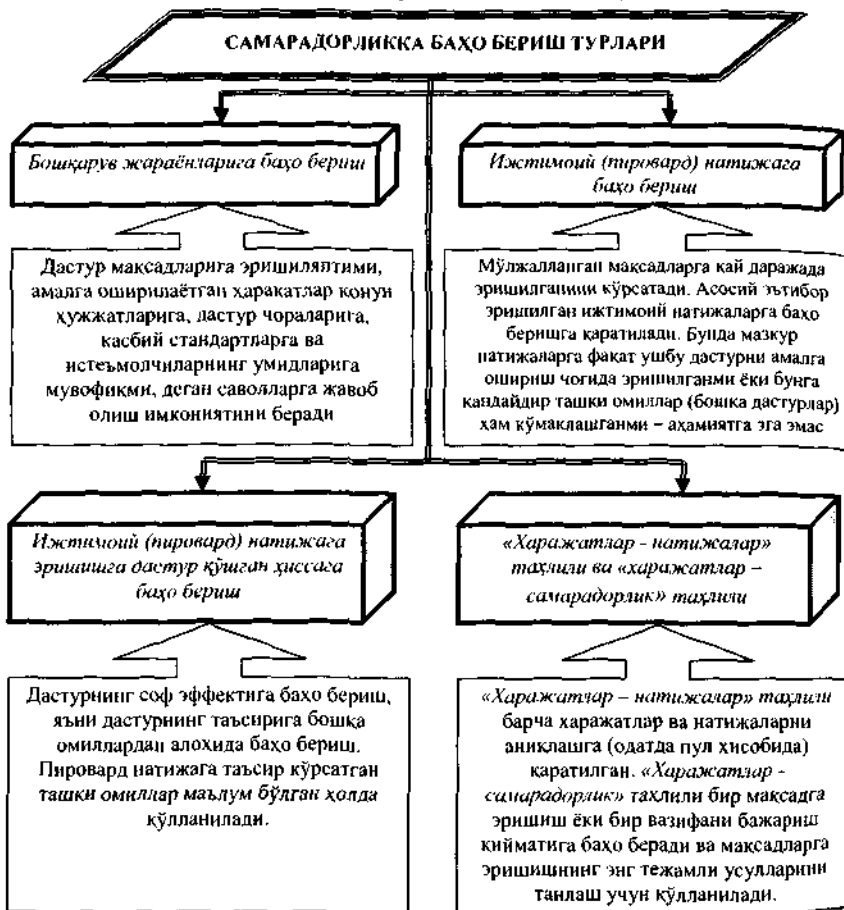 САМАРАДОРЛИККА БАҲО БЕРИШ ТУРЛАРИ
Бошқарув жараёнларига баҳо бериш
Ижтимоий (пировард) натижага
баҳо бериш
Дастур мақсадларига эришиляптими,
амалга оширилаётган ҳаракатлар қонун
ҳужжатларига, дастур чораларига,
касбий стандартларга ва
истеъмолчиларнинг умидларига
мувофиқми, деган саволларга жавоб
олиш имкониятини беради
Мўлжалланган мақсадларга қай даражада
эришилганини кўрсатади. Асосий эътибор
эришилган ижтимоий натижаларга баҳо
беришга қаратилади. Бунда мазкур
натижаларга фақат ушбу дастурни амалга
ошириш чоғида эришилганми ёки бунга
қандайдир ташқи омиллар (бошқа дастурлар)
ҳам кўмаклашганми – аҳамиятга эга эмас
Ижтимоий (пировард) натижага
эришишга дастур қўшган ҳиссага
баҳо бериш
«Харажатлар - натижалар»
таҳлили ва «харажатлар –
самарадорлик» таҳлили
Дастурнинг соф эффектига баҳо бериш,
яъни дастурнинг таъсирига бошқа
омиллардан алоҳида баҳо бериш.
Пировард натижага таъсир кўрсатган
ташқи омиллар маълум бўлган ҳолда
қўлланилади.
«Харажатлар – натижалар» таҳлили
барча харажатлар ва натижаларни
аниқлашга (одатда пул ҳисобида)
қаратилган. «Харажатлар -
самарадорлик» таҳлили бир мақсадга
эришиш ёки бир вазифани бажариш
қийматига баҳо беради ва мақсадларга
эришишнинг энг тежамли усулларини
танлаш учун қўлланилади.